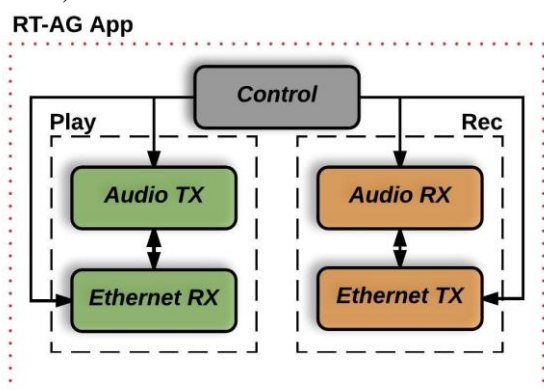 RT-AG App
Control
Play
Rec
Audio TX
Audio RX
Ethernet RX
Ethernet TX